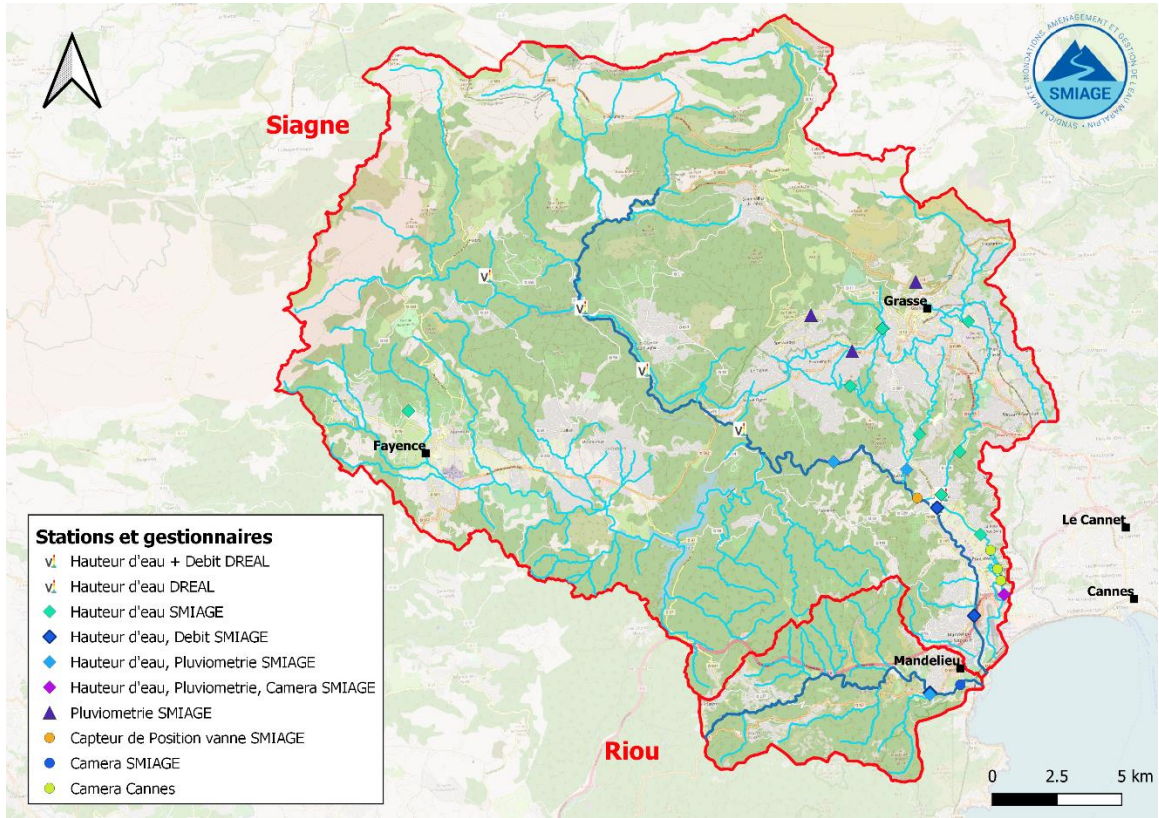 SYNDICAT MIXTE INONDATIONS, AMÉNAGEMENT ET GESTION DE L'EAU MARALPIN •
SMIAGE
Siagne
Grasse
Fayence
Le Cannet
Cannes
Mandelieu
Riou
Stations et gestionnaires
Hauteur d'eau + Debit DREAL
Hauteur d'eau DREAL
Hauteur d'eau SMIAGE
Hauteur d'eau, Debit SMIAGE
Hauteur d'eau, Pluviometrie SMIAGE
Hauteur d'eau, Pluviometrie, Camera SMIAGE
Pluviometrie SMIAGE
Capteur de Position vanne SMIAGE
Camera SMIAGE
Camera Cannes
0 2.5 5 km